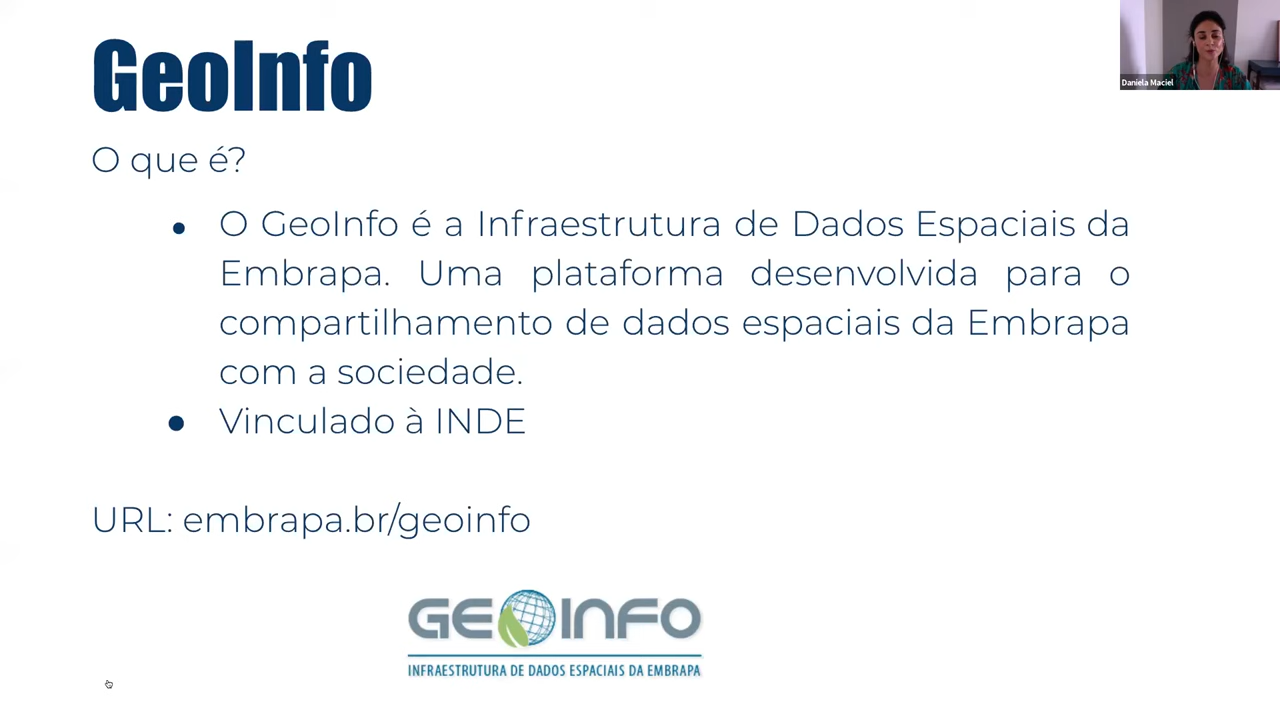 GeoInfo
Daniela Maciel
O que é?
● O GeoInfo é a Infraestrutura de Dados Espaciais da
Embrapa. Uma plataforma desenvolvida para o
compartilhamento de dados espaciais da Embrapa
com a sociedade.
● Vinculado à INDE
URL: embrapa.br/geoinfo
GEOINFO
INFRAESTRUTURA DE DADOS ESPACIAIS DA EMBRAPA